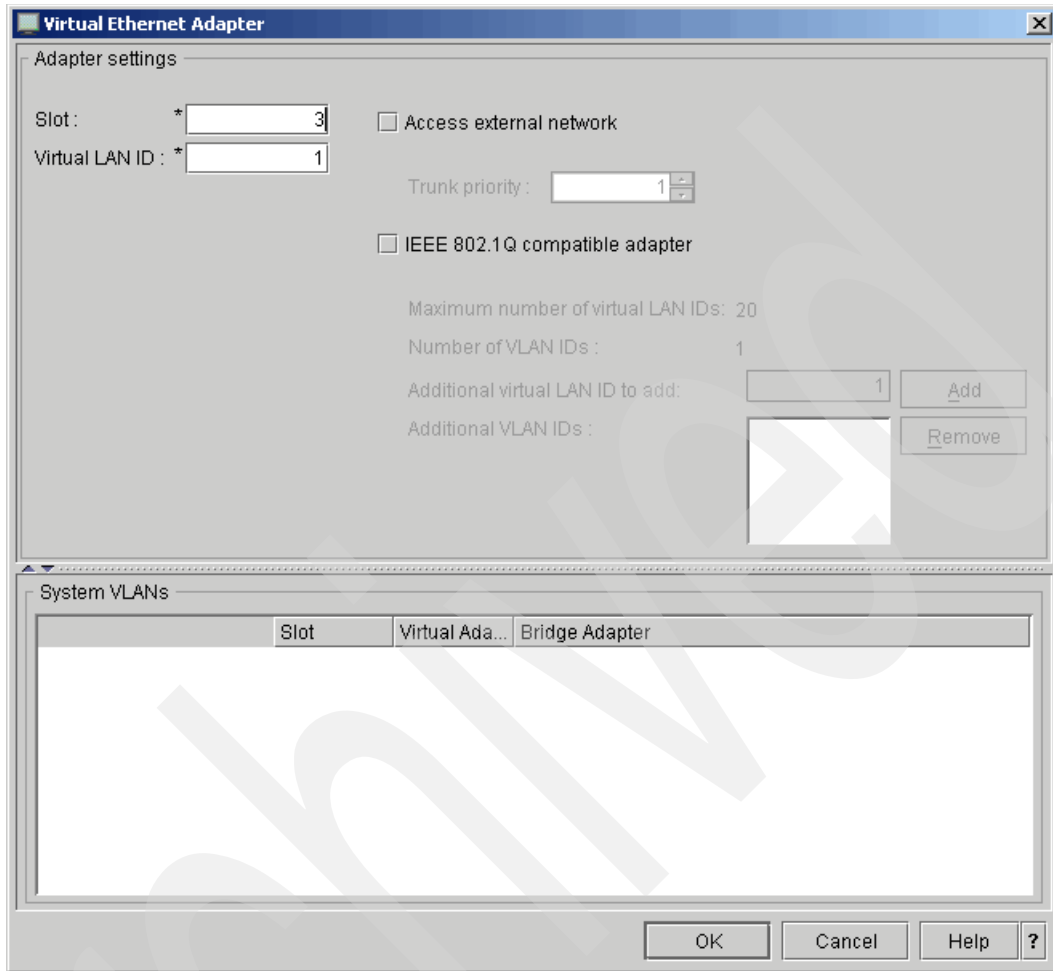 Virtual Ethernet Adapter
Adapter settings
Slot : * 3
Virtual LAN ID : * 1
Access external network
Trunk priority : 1
IEEE 802.1Q compatible adapter
Maximum number of virtual LAN IDs: 20
Number of VLAN IDs : 1
Additional virtual LAN ID to add: 1 Add
Additional VLAN IDs : Remove
System VLANs
Slot Virtual Ada... Bridge Adapter
OK Cancel Help ?